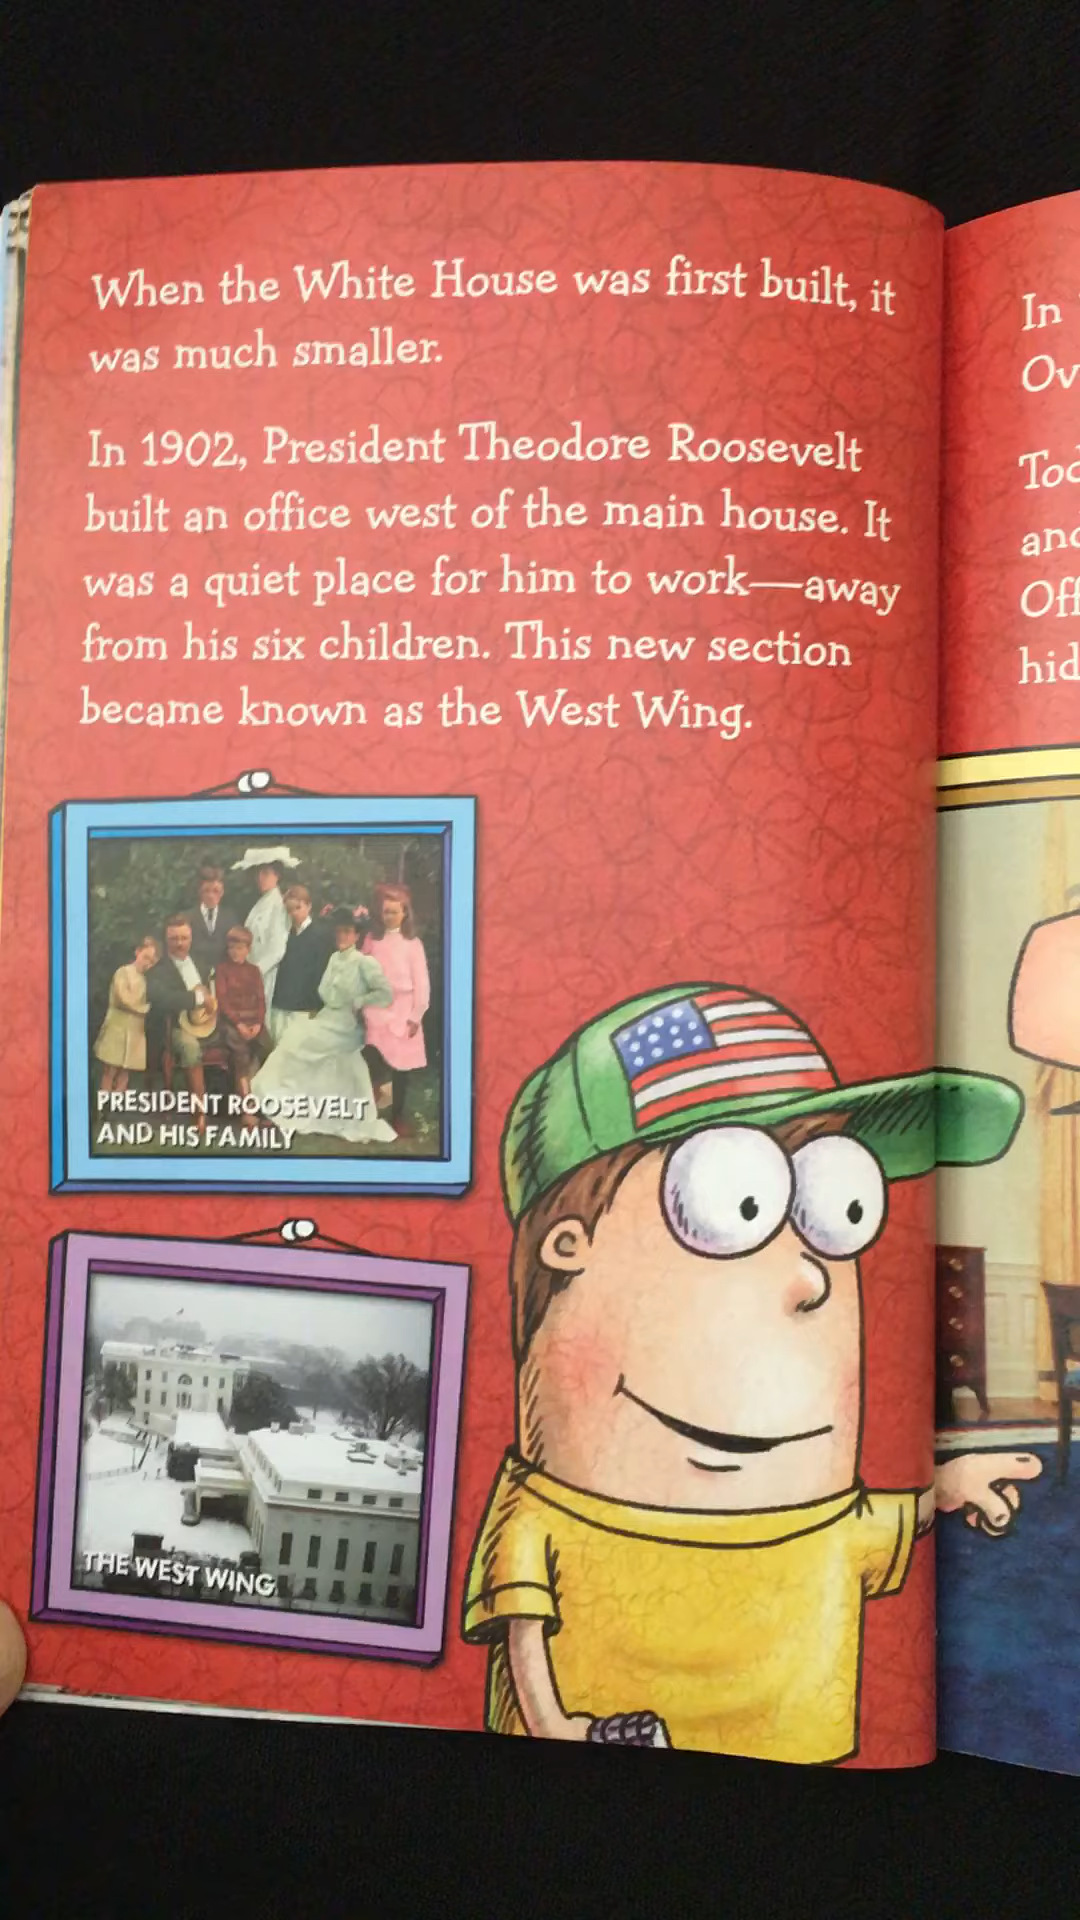 When the White House was first built, it
was much smaller.
In 1902, President Theodore Roosevelt
built an office west of the main house. It
was a quiet place for him to work—away
from his six children. This new section
became known as the West Wing.
PRESIDENT ROOSEVELT
AND HIS FAMILY
THE WEST WING
In